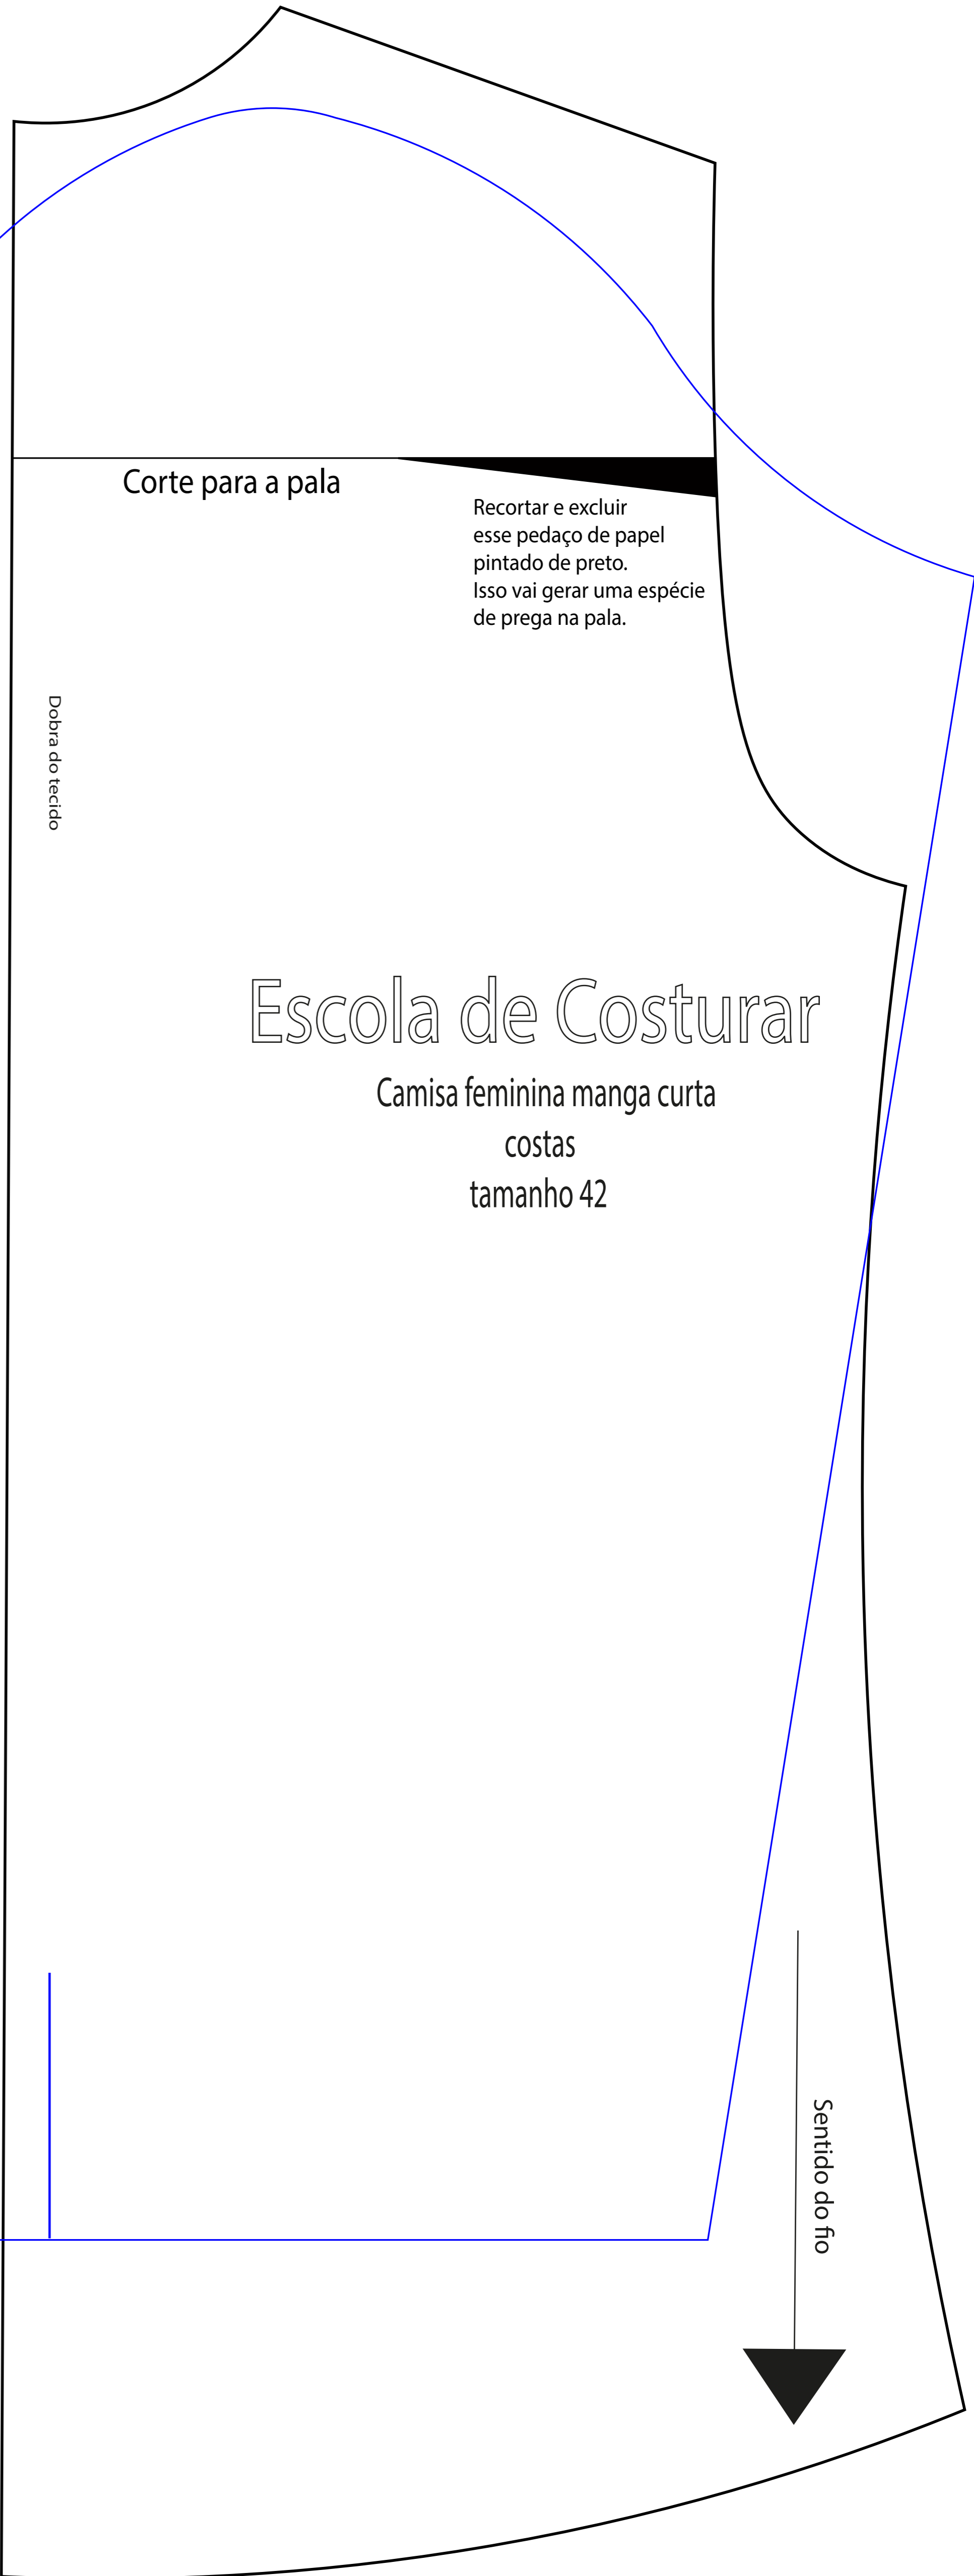 Corte para a pala
Recortar e excluir
esse pedaço de papel
pintado de preto.
Isso vai gerar uma espécie
de prega na pala.
Dobra do tecido
Escola de Costurar
Camisa feminina manga curta
costas
tamanho 42
Sentido do fio